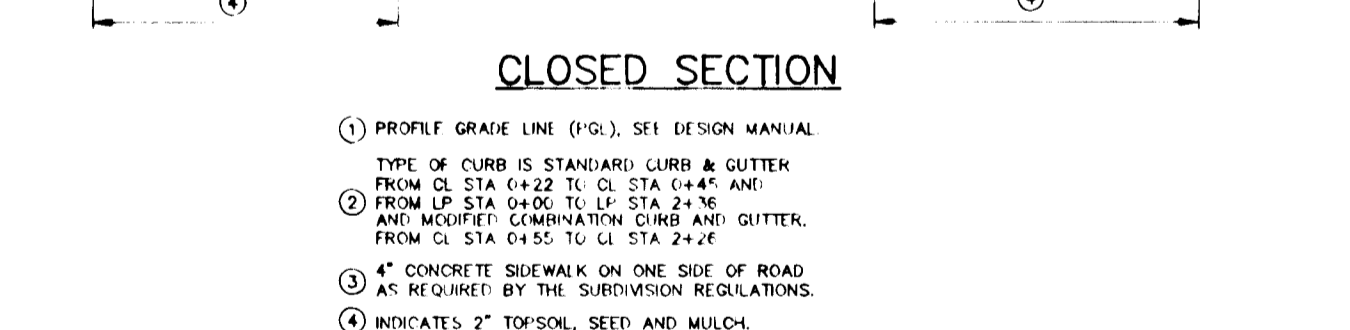 ④ ④
CLOSED SECTION
① PROFILE GRADE LINE (PGL), SEE DESIGN MANUAL.
TYPE OF CURB IS STANDARD CURB & GUTTER
FROM CL STA 0+22 TO CL STA 0+45 AND
② FROM LP STA 0+00 TO LP STA 2+36
AND MODIFIED COMBINATION CURB AND GUTTER.
FROM CL STA 0+55 TO CL STA 2+26
③ 4" CONCRETE SIDEWALK ON ONE SIDE OF ROAD
AS REQUIRED BY THE SUBDIVISION REGULATIONS.
④ INDICATES 2" TOPSOIL, SEED AND MULCH.